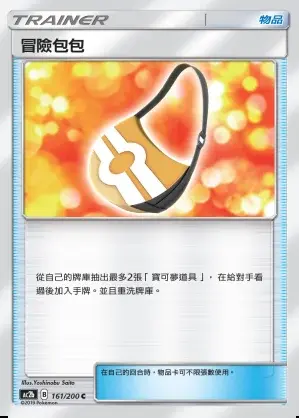 TRAINER 物品
冒險包包
從自己的牌庫抽出最多2張「寶可夢道具」,在給對手看
過後加入手牌。並且重洗牌庫。
Illus.Yoshinobu Saito
在自己的回合時,物品卡可不限張數使用。
AC2b B 161/200 C
©2019 Pokémon